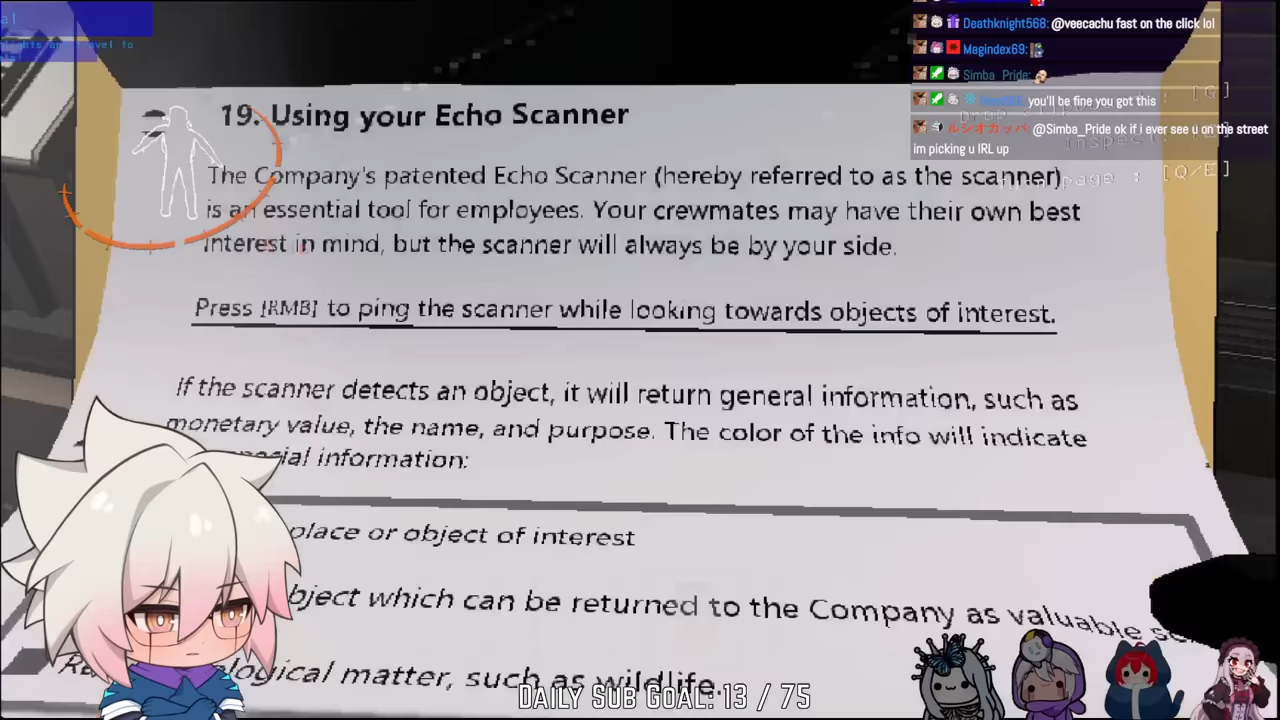 Deathknight568: @veecachu fast on the click lol
Magindex69:
Simba_Pride:
you'll be fine you got this
ルシオカッパ: @Simba_Pride ok if i ever see u on the street
im picking u IRL up
[G]
Inspect:
page : [Q/E]
19. Using your Echo Scanner
The Company's patented Echo Scanner (hereby referred to as the scanner)
is an essential tool for employees. Your crewmates may have their own best
interest in mind, but the scanner will always be by your side.
Press [RMB] to ping the scanner while looking towards objects of interest.
If the scanner detects an object, it will return general information, such as
monetary value, the name, and purpose. The color of the info will indicate
special information:
place or object of interest
bject which can be returned to the Company as valuable
ological matter, such as wildlife.
DAILY SUB GOAL: 13 / 75